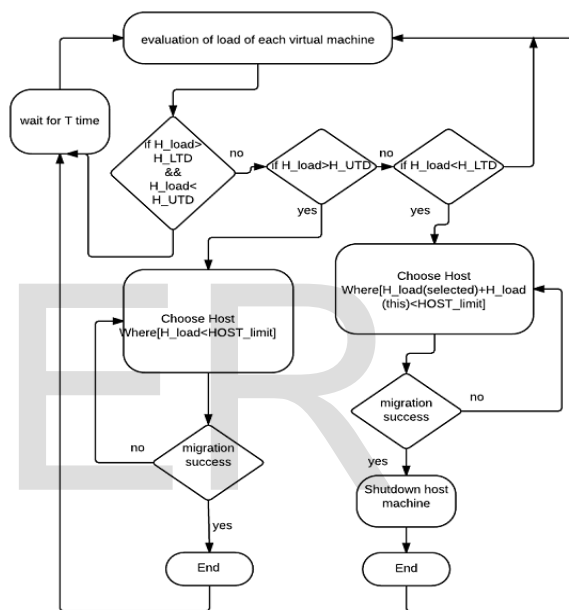 evaluation of load of each virtual machine
wait for T time
if H_load>
H_LTD
&&
H_load<
H_UTD
no
if H_load>H_UTD
no
if H_load<H_LTD
yes
yes
Choose Host
Where[H_load<HOST_limit]
Choose Host
Where[H_load(selected)+H_load
(this)<HOST_limit]
no
migration
success
yes
no
migration
success
yes
Shutdown host
machine
End
End
ER